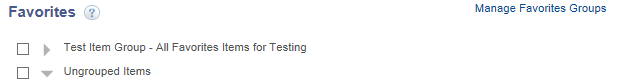 Favorites ?
Manage Favorites Groups
Test Item Group - All Favorites Items for Testing
Ungrouped Items